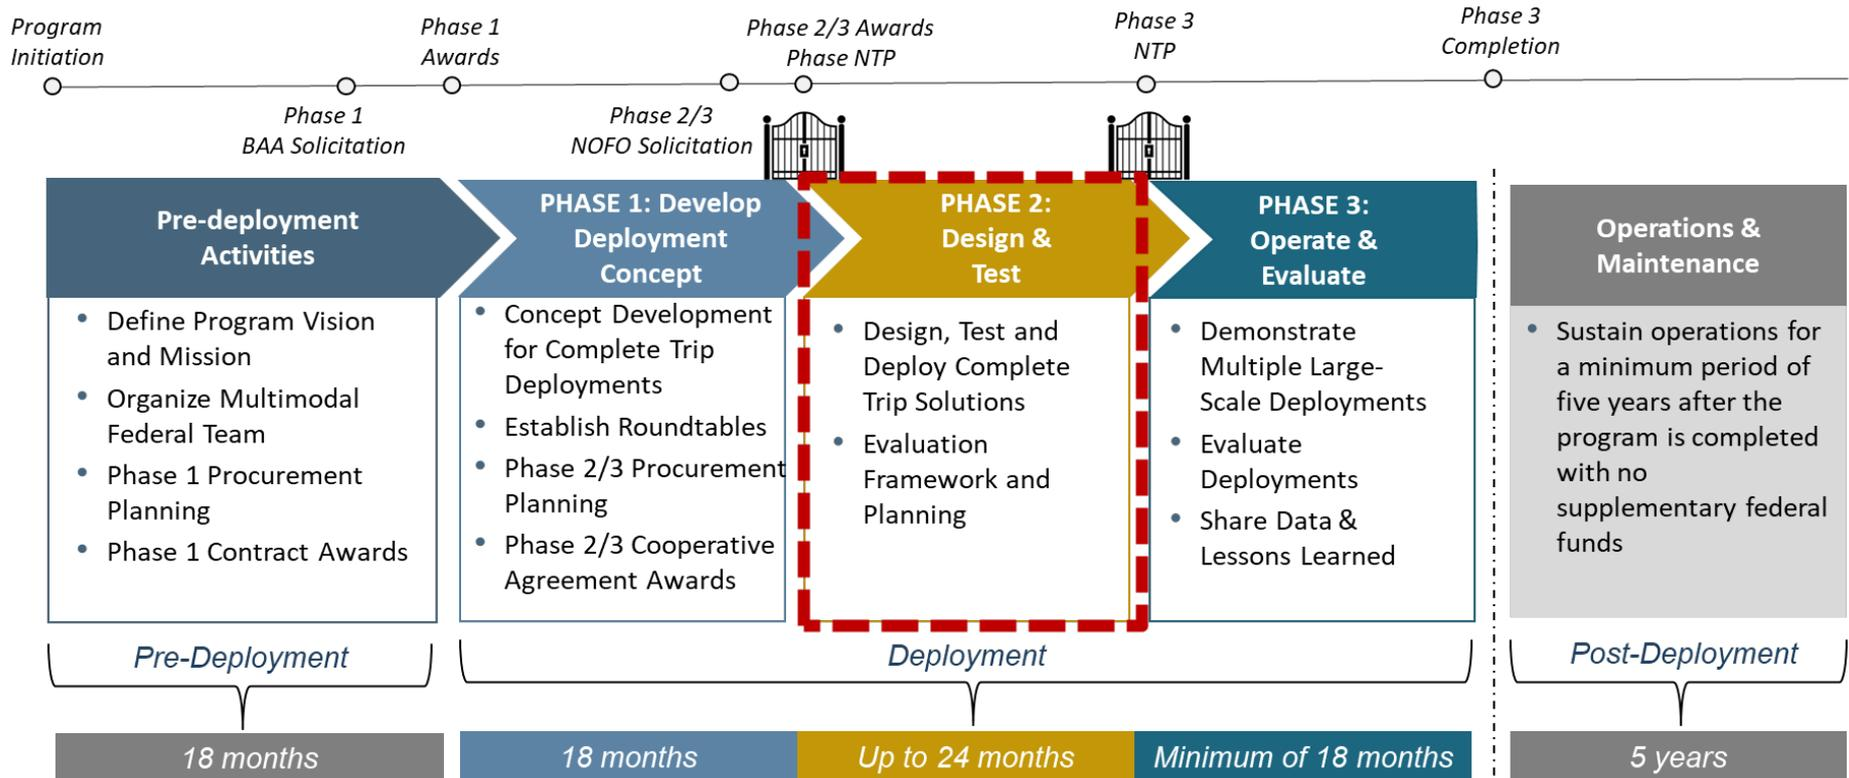 Program
Initiation
Phase 1
Awards
Phase 2/3 Awards
Phase NTP
Phase 3
NTP
Phase 3
Completion
Phase 1
BAA Solicitation
Phase 2/3
NOFO Solicitation
Pre-deployment
Activities
• Define Program Vision
and Mission
• Organize Multimodal
Federal Team
• Phase 1 Procurement
Planning
• Phase 1 Contract Awards
PHASE 1: Develop
Deployment
Concept
• Concept Development
for Complete Trip
Deployments
• Establish Roundtables
• Phase 2/3 Procurement
Planning
• Phase 2/3 Cooperative
Agreement Awards
PHASE 2:
Design &
Test
• Design, Test and
Deploy Complete
Trip Solutions
• Evaluation
Framework and
Planning
PHASE 3:
Operate &
Evaluate
• Demonstrate
Multiple Large-
Scale Deployments
• Evaluate
Deployments
• Share Data &
Lessons Learned
Operations &
Maintenance
• Sustain operations for
a minimum period of
five years after the
program is completed
with no
supplementary federal
funds
Pre-Deployment
Deployment
Post-Deployment
18 months
18 months
Up to 24 months
Minimum of 18 months
5 years